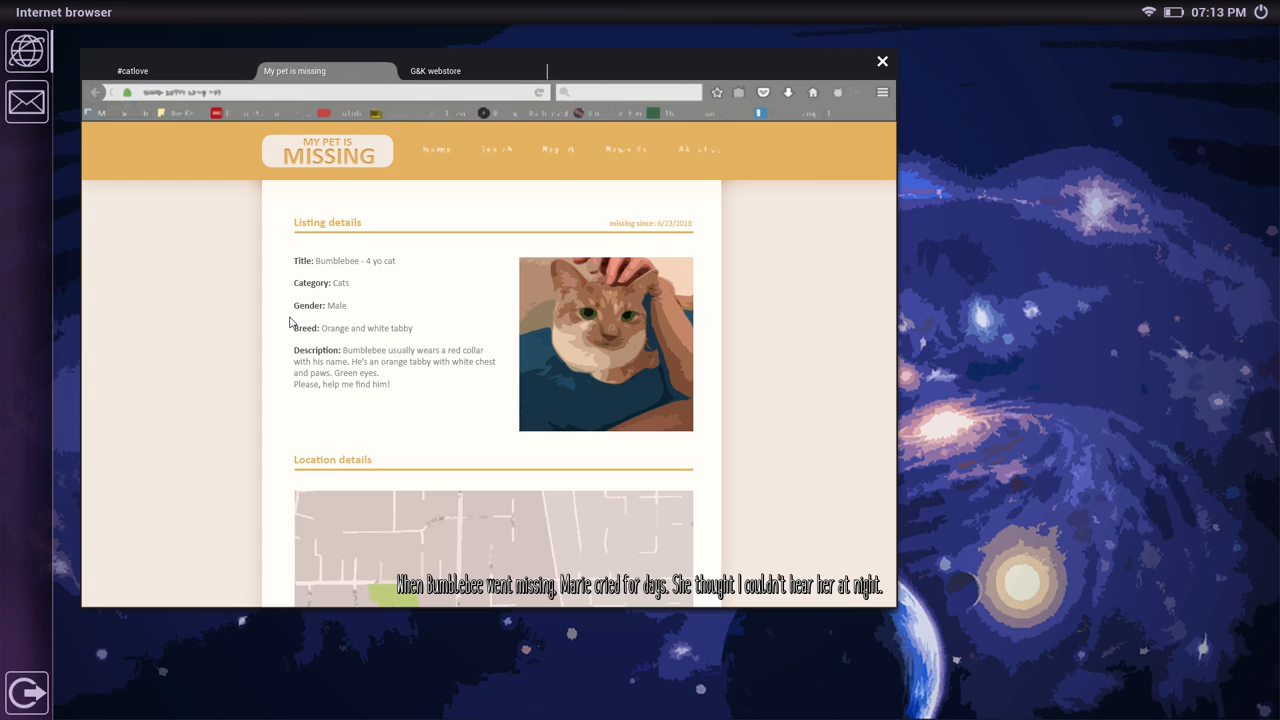 Internet browser
07:13 PM
#catlove
My pet is missing
G&K webstore
MY PET IS
MISSING
Listing details
missing since: 6/23/2018
Title: Bumblebee - 4 yo cat
Category: Cats
Gender: Male
Breed: Orange and white tabby
Description: Bumblebee usually wears a red collar
with his name. He's an orange tabby with white chest
and paws. Green eyes.
Please, help me find him!
Location details
When Bumblebee went missing, Marie cried for days. She thought I couldn't hear her at night.